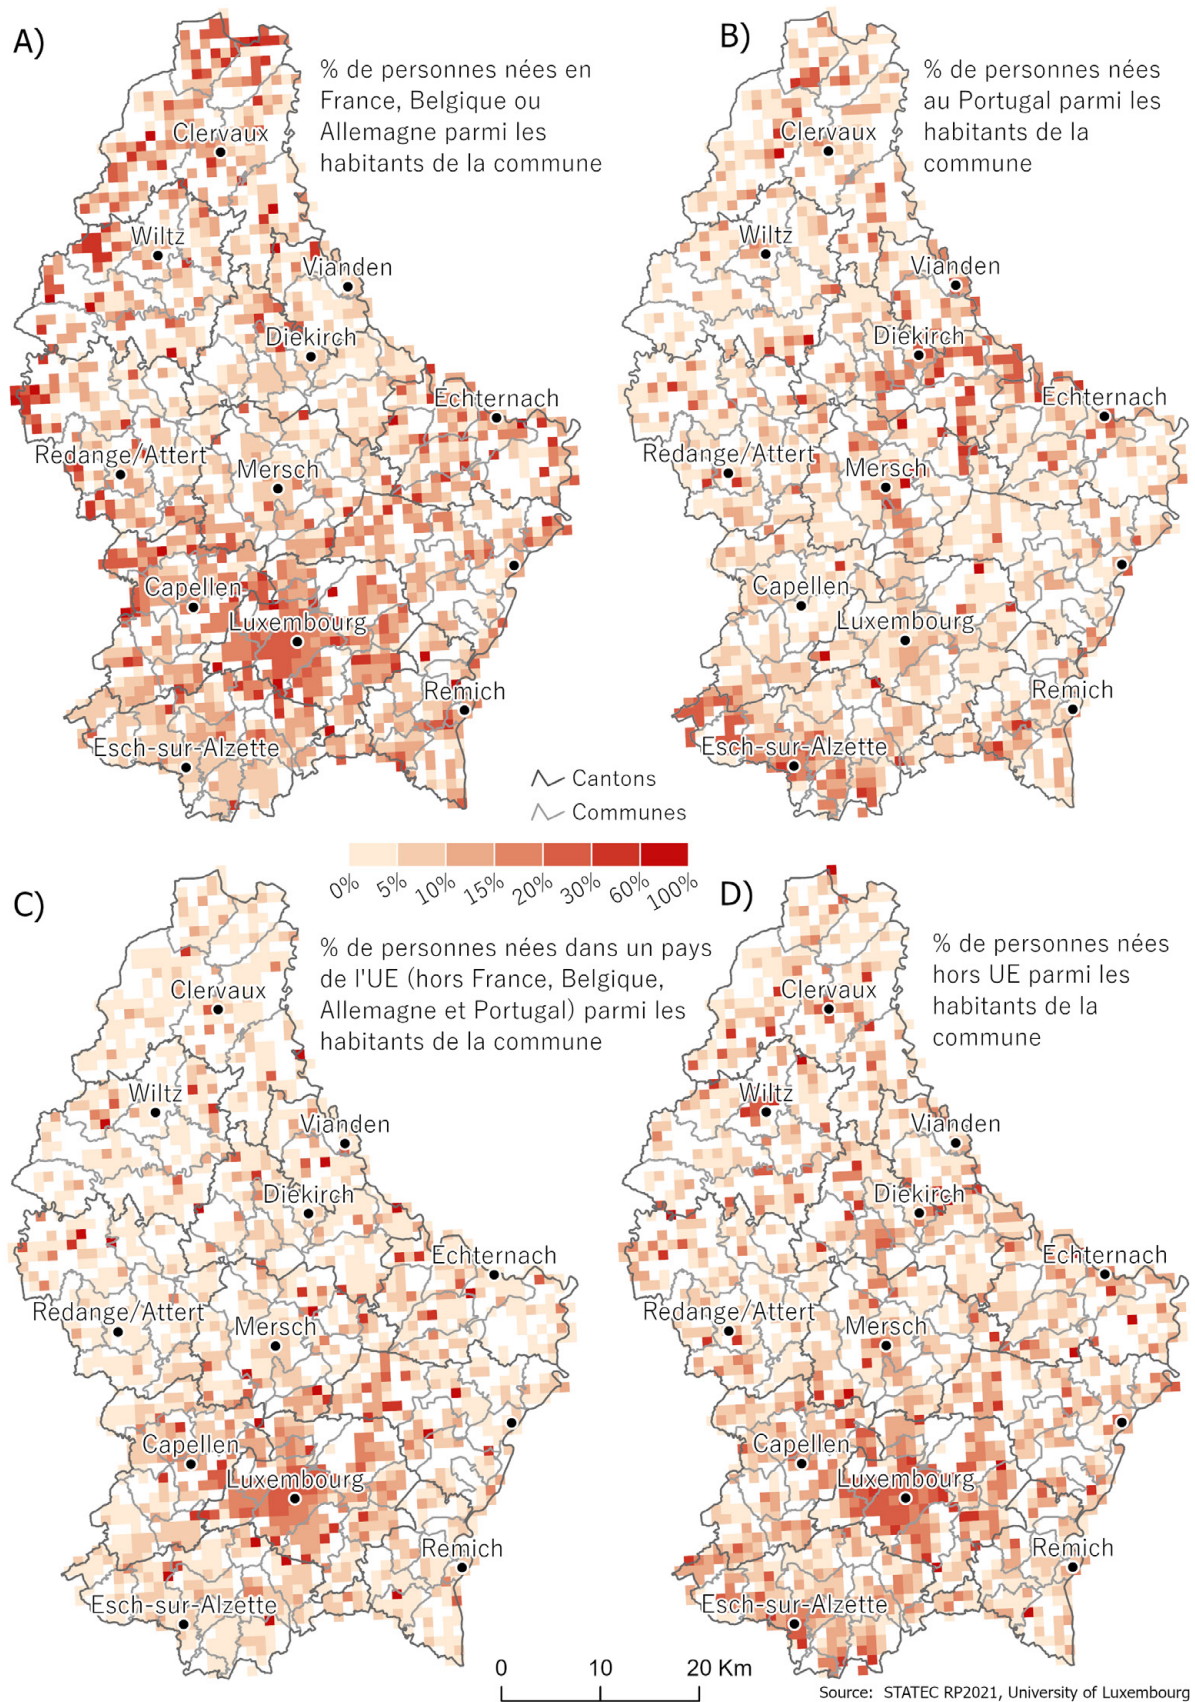 A)
% de personnes nées en
France, Belgique ou
Allemagne parmi les
habitants de la commune
Clervaux
Wiltz
Vianden
Diekirch
Echternach
Redange/Attert
Mersch
Capellen
Luxembourg
Remich
Esch-sur-Alzette
B)
% de personnes nées
au Portugal parmi les
habitants de la
commune
Clervaux
Wiltz
Vianden
Diekirch
Echternach
Redange/Attert
Mersch
Capellen
Luxembourg
Remich
Esch-sur-Alzette
Cantons
Communes
0% 5% 10% 15% 20% 30% 60% 100%
C)
% de personnes nées dans un pays
de l'UE (hors France, Belgique,
Allemagne et Portugal) parmi les
habitants de la commune
Clervaux
Wiltz
Vianden
Diekirch
Echternach
Redange/Attert
Mersch
Capellen
Luxembourg
Remich
Esch-sur-Alzette
D)
% de personnes nées
hors UE parmi les
habitants de la
commune
Clervaux
Wiltz
Vianden
Diekirch
Echternach
Redange/Attert
Mersch
Capellen
Luxembourg
Remich
Esch-sur-Alzette
0 10 20 Km
Source: STATEC RP2021, University of Luxembourg